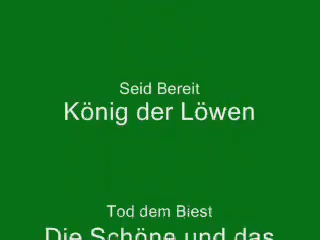 Seid Bereit
König der Löwen
Tod dem Biest
Die Schöne und das